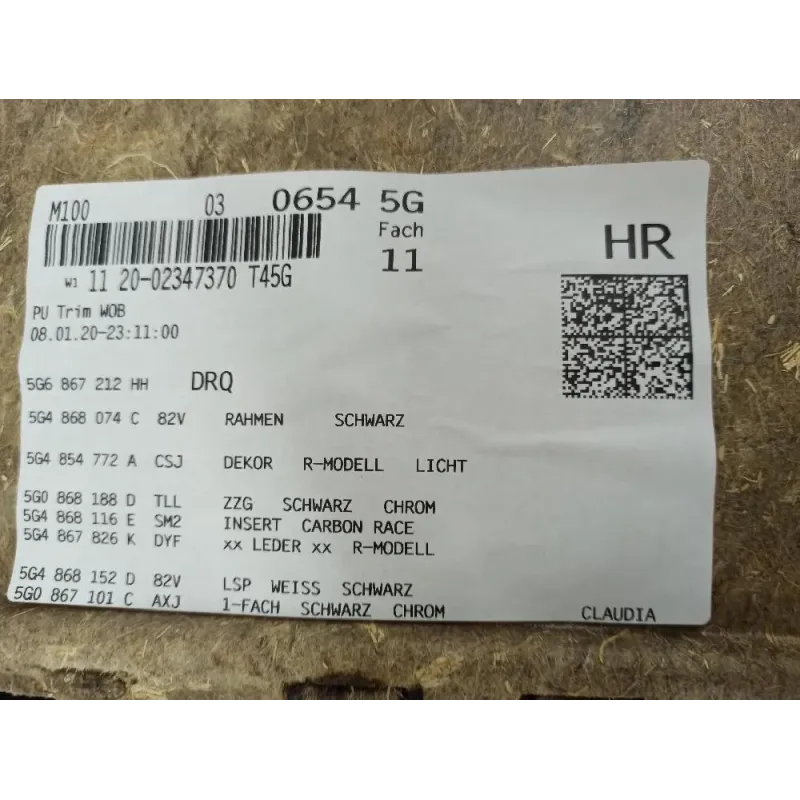 M100 03 0654 5G
Fach
11
HR
W1 11 20-02347370 T45G
PU Trim WOB
08.01.20-23:11:00
5G6 867 212 HH DRQ
5G4 868 074 C 82V RAHMEN SCHWARZ
5G4 854 772 A CSJ DEKOR R-MODELL LICHT
5G0 868 188 D TLL ZZG SCHWARZ CHROM
5G4 868 116 E SM2 INSERT CARBON RACE
5G4 867 826 K DYF xx LEDER xx R-MODELL
5G4 868 152 D 82V LSP WEISS SCHWARZ
5G0 867 101 C AXJ 1-FACH SCHWARZ CHROM
CLAUDIA